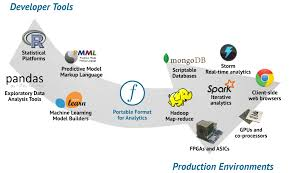 Developer Tools
R
Statistical
Platforms
PMML
Predictive Model
Markup Language
pandas
Exploratory Data
Analysis Tools
learn
Machine Learning
Model Builders
f
Portable Format
for Analytics
mongoDB
Scriptable
Databases
Hadoop
Map-reduce
Storm
Real-time analytics
Spark
Iterative
analytics
Client-side
web browsers
GPUs and
co-processors
FPGAs and ASICs
Production Environments